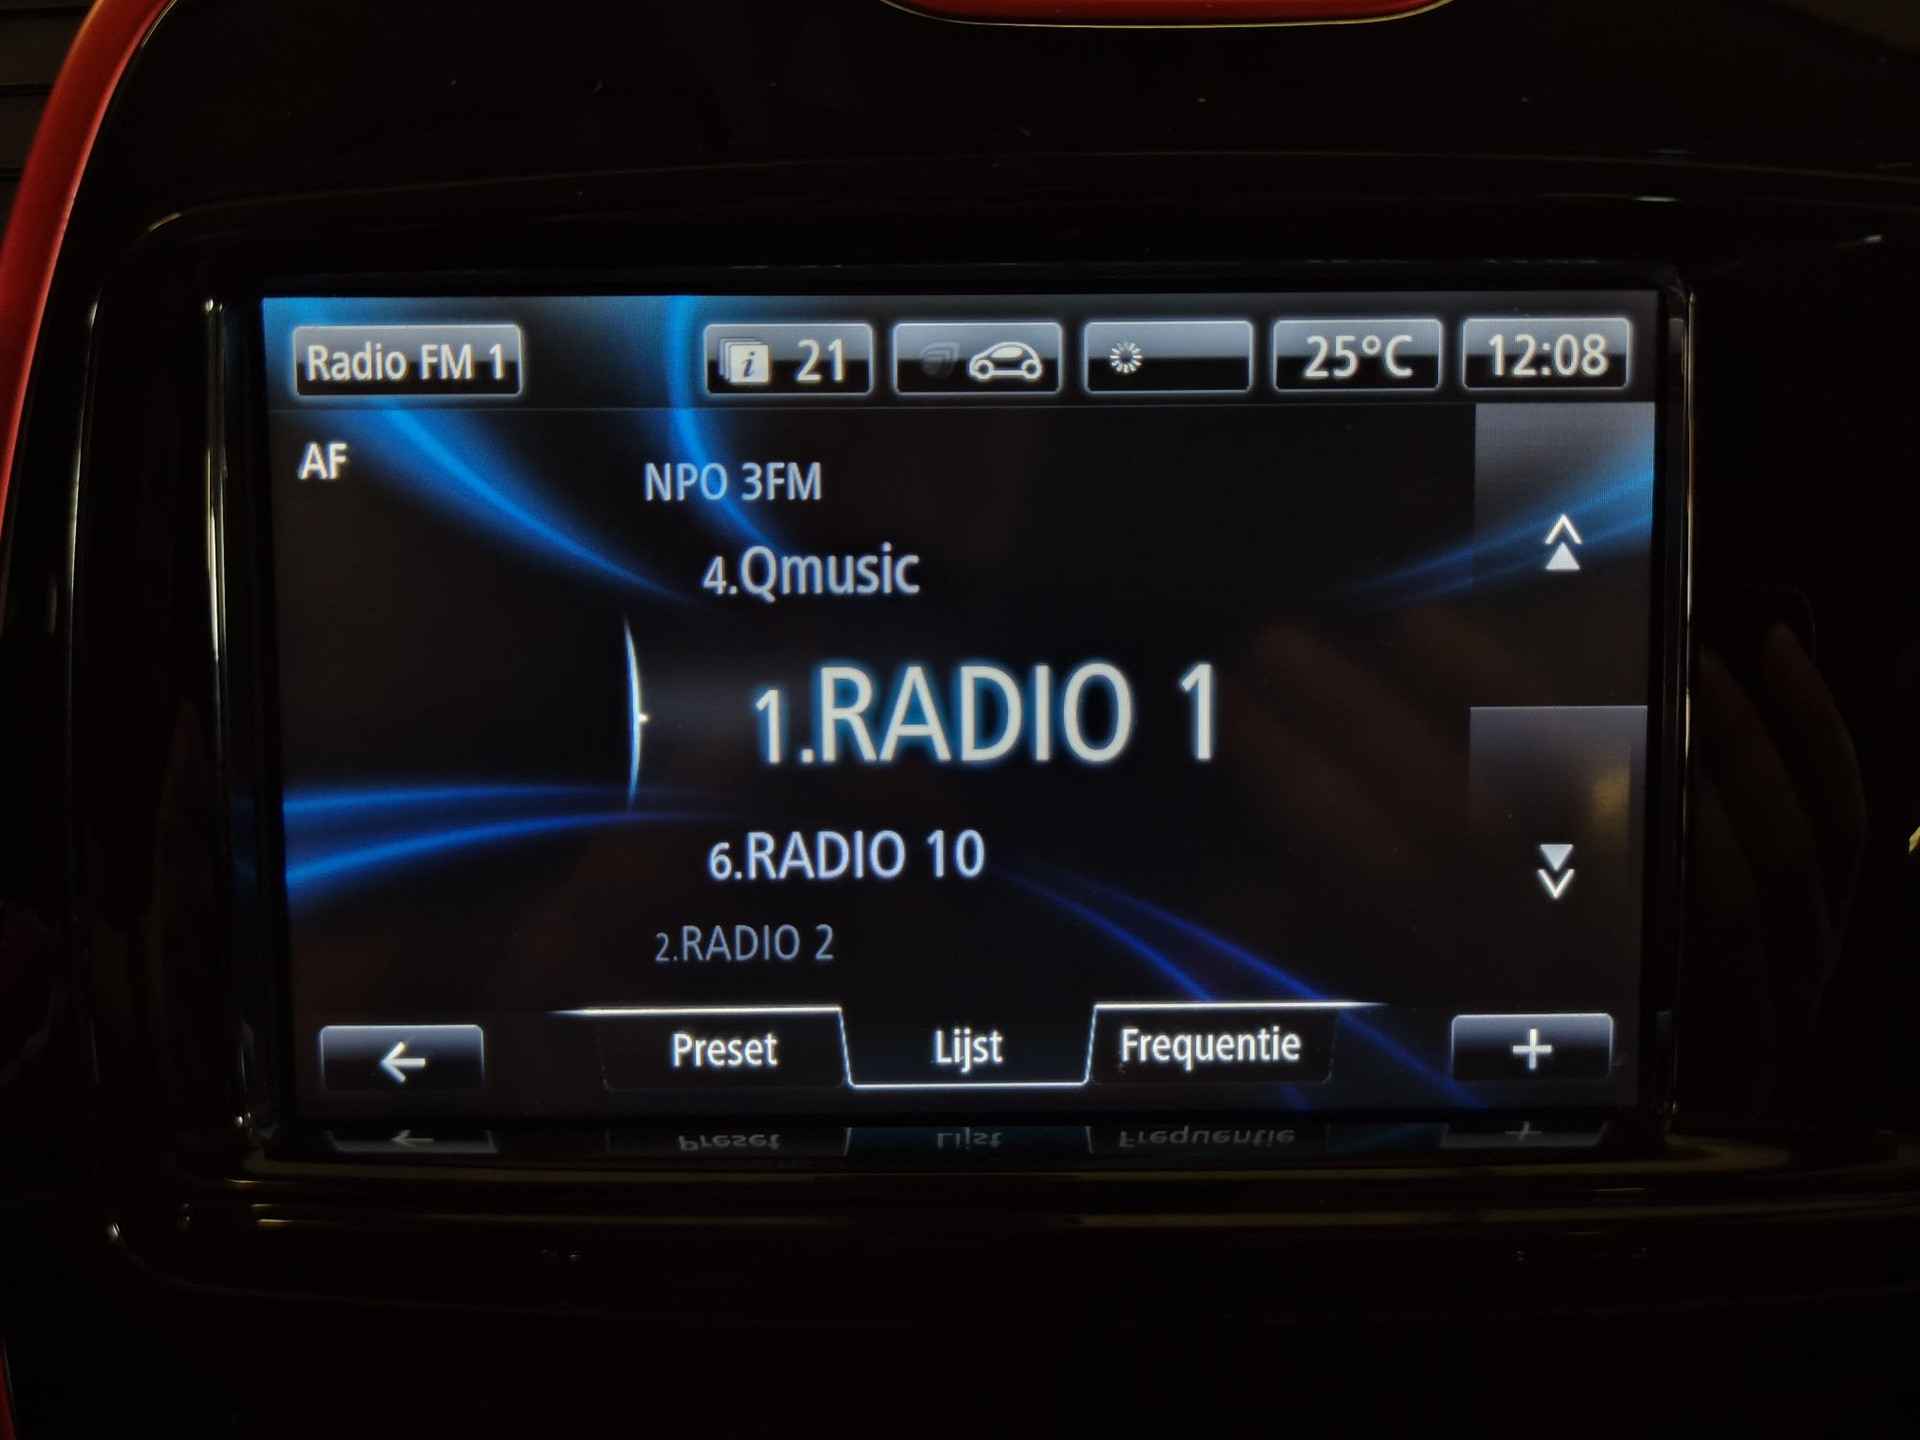 Radio FM 1
i 21
25°C
12:08
AF
NPO 3FM
4.Qmusic
1.RADIO 1
6.RADIO 10
2.RADIO 2
Preset
Lijst
Frequentie